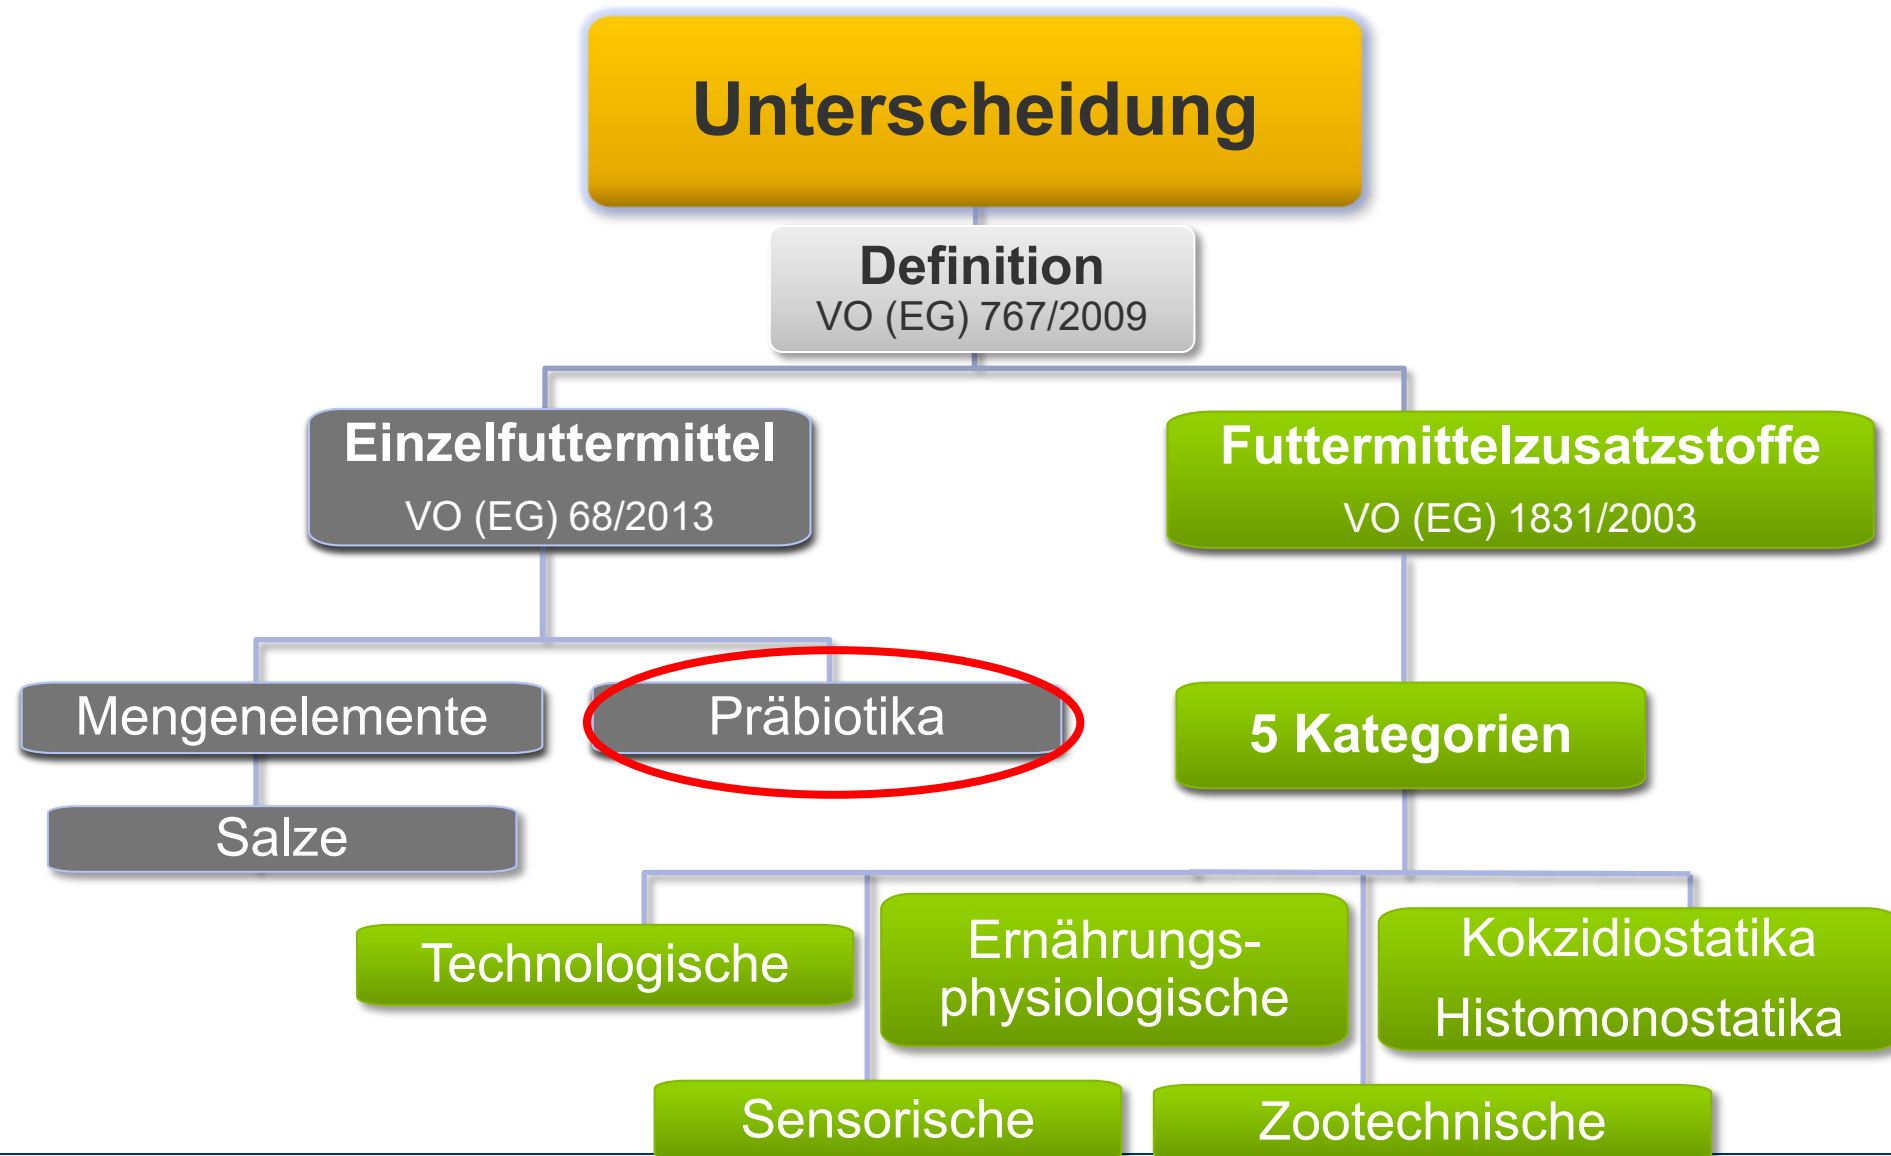 Unterscheidung
Definition
VO (EG) 767/2009
Einzelfuttermittel
VO (EG) 68/2013
Futtermittelzusatzstoffe
VO (EG) 1831/2003
Mengenelemente
Präbiotika
5 Kategorien
Salze
Technologische
Ernährungs-
physiologische
Kokzidiostatika
Histomonostatika
Sensorische
Zootechnische